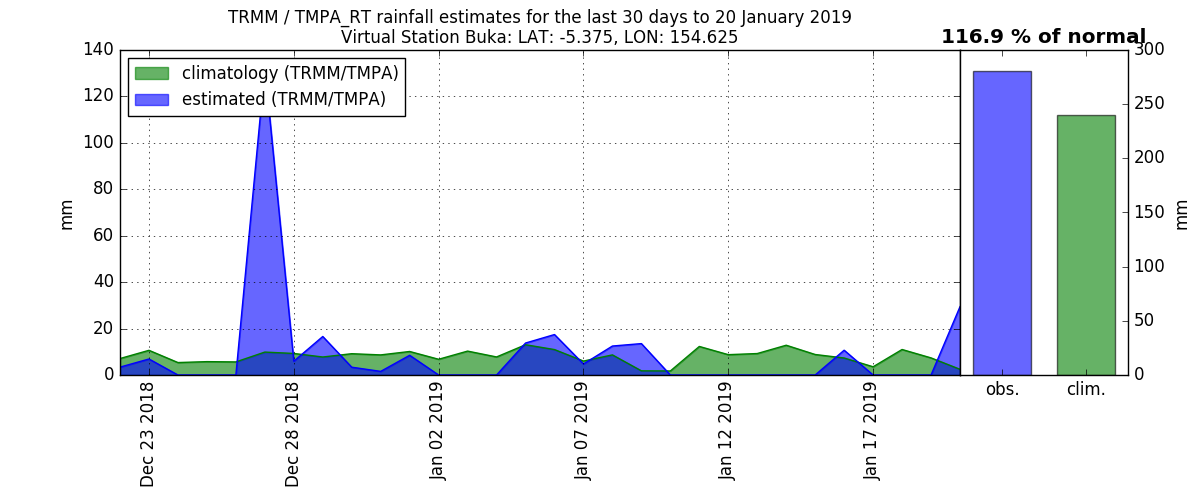 TRMM / TMPA_RT rainfall estimates for the last 30 days to 20 January 2019
Virtual Station Buka: LAT: -5.375, LON: 154.625
116.9 % of normal
climatology (TRMM/TMPA)
estimated (TRMM/TMPA)
mm
140
120
100
80
60
40
20
0
Dec 23 2018
Dec 28 2018
Jan 02 2019
Jan 07 2019
Jan 12 2019
Jan 17 2019
300
250
200
150
100
50
0
mm
obs.
clim.